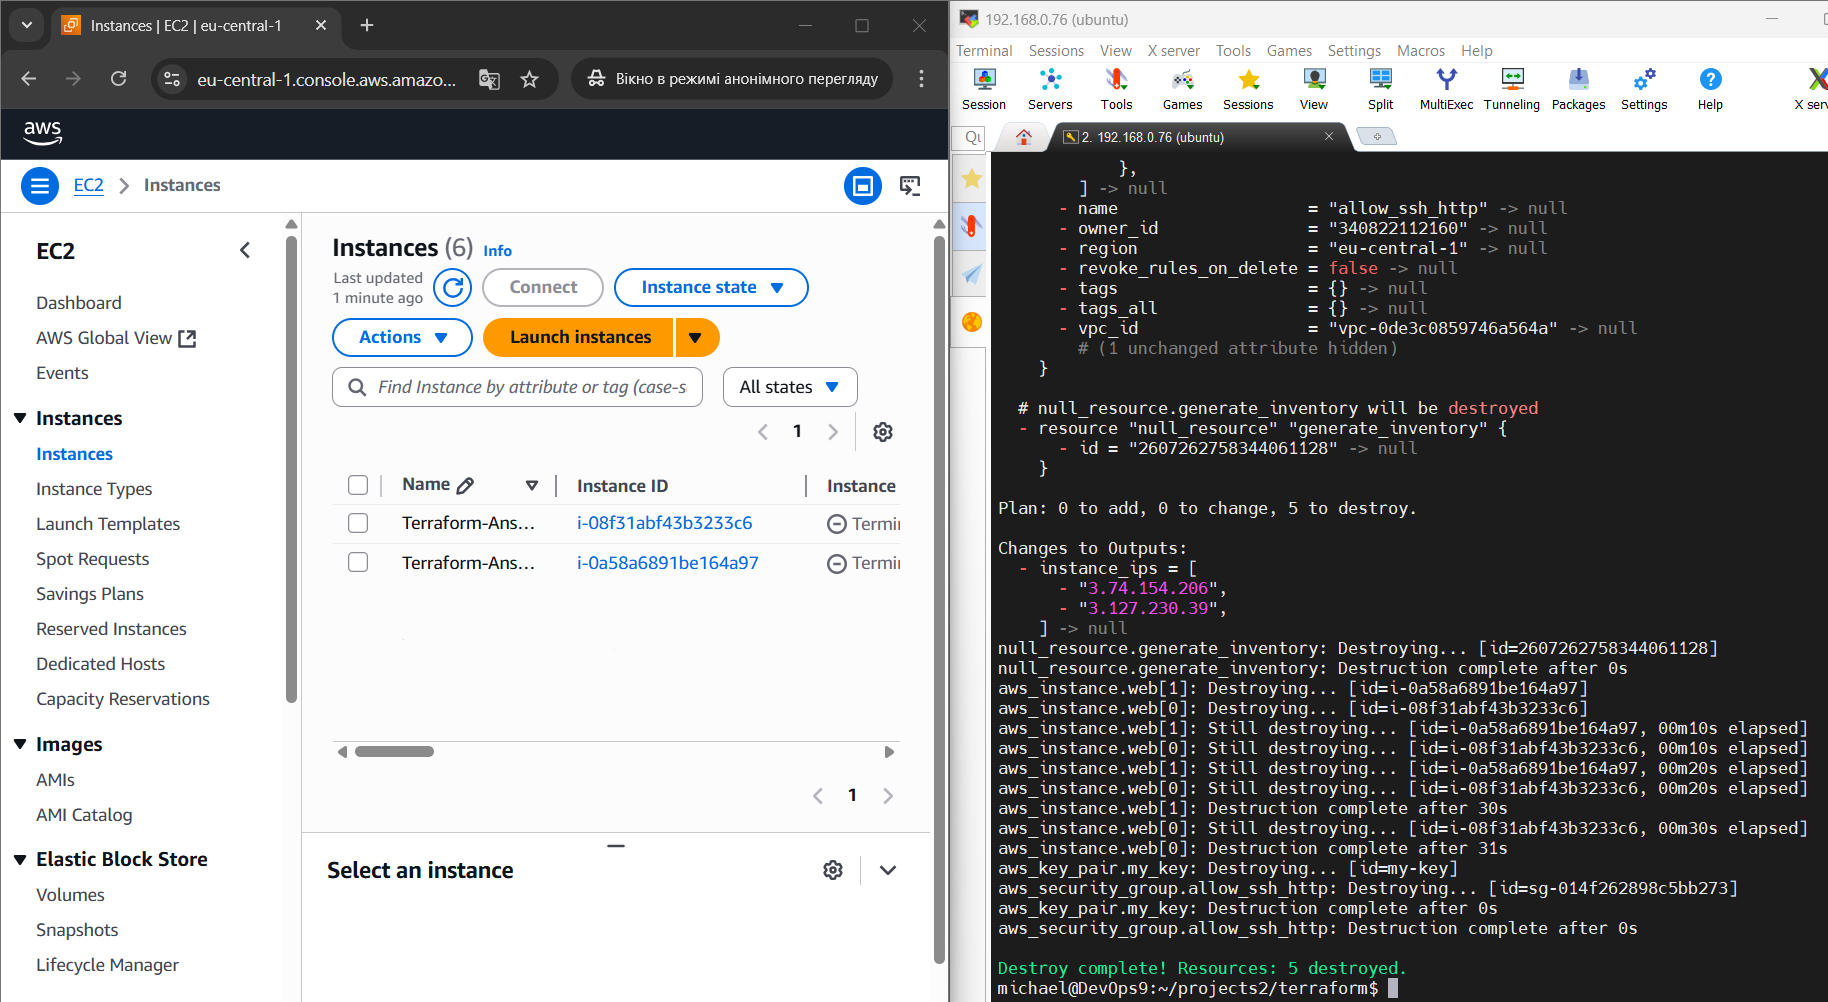 Instances | EC2 | eu-central-1
eu-central-1.console.aws.amazo...
Вікно в режимі анонімного перегляду
aws
EC2
Instances
EC2
Dashboard
AWS Global View
Events
Instances
Instances
Instance Types
Launch Templates
Spot Requests
Savings Plans
Reserved Instances
Dedicated Hosts
Capacity Reservations
Images
AMIs
AMI Catalog
Elastic Block Store
Volumes
Snapshots
Lifecycle Manager
Instances (6) Info
Last updated
1 minute ago
Connect
Instance state
Actions
Launch instances
Find Instance by attribute or tag (case-s
All states
1
Name
Instance ID
Instance
Terraform-Ans...
i-08f31abf43b3233c6
Termi
Terraform-Ans...
i-0a58a6891be164a97
Termi
1
Select an instance
192.168.0.76 (ubuntu)
Terminal Sessions View X server Tools Games Settings Macros Help
Session Servers Tools Games Sessions View Split MultiExec Tunneling Packages Settings Help X serv
Qu
2. 192.168.0.76 (ubuntu)
},
] -> null
- name = "allow_ssh_http" -> null
- owner_id = "340822112160" -> null
- region = "eu-central-1" -> null
- revoke_rules_on_delete = false -> null
- tags = {} -> null
- tags_all = {} -> null
- vpc_id = "vpc-0de3c0859746a564a" -> null
# (1 unchanged attribute hidden)
}
# null_resource.generate_inventory will be destroyed
- resource "null_resource" "generate_inventory" {
- id = "2607262758344061128" -> null
}
Plan: 0 to add, 0 to change, 5 to destroy.
Changes to Outputs:
- instance_ips = [
- "3.74.154.206",
- "3.127.230.39",
] -> null
null_resource.generate_inventory: Destroying... [id=2607262758344061128]
null_resource.generate_inventory: Destruction complete after 0s
aws_instance.web[1]: Destroying... [id=i-0a58a6891be164a97]
aws_instance.web[0]: Destroying... [id=i-08f31abf43b3233c6]
aws_instance.web[1]: Still destroying... [id=i-0a58a6891be164a97, 00m10s elapsed]
aws_instance.web[0]: Still destroying... [id=i-08f31abf43b3233c6, 00m10s elapsed]
aws_instance.web[1]: Still destroying... [id=i-0a58a6891be164a97, 00m20s elapsed]
aws_instance.web[0]: Still destroying... [id=i-08f31abf43b3233c6, 00m20s elapsed]
aws_instance.web[1]: Destruction complete after 30s
aws_instance.web[0]: Still destroying... [id=i-08f31abf43b3233c6, 00m30s elapsed]
aws_instance.web[0]: Destruction complete after 31s
aws_key_pair.my_key: Destroying... [id=my-key]
aws_security_group.allow_ssh_http: Destroying... [id=sg-014f262898c5bb273]
aws_key_pair.my_key: Destruction complete after 0s
aws_security_group.allow_ssh_http: Destruction complete after 0s
Destroy complete! Resources: 5 destroyed.
michael@DevOps9:~/projects2/terraform$